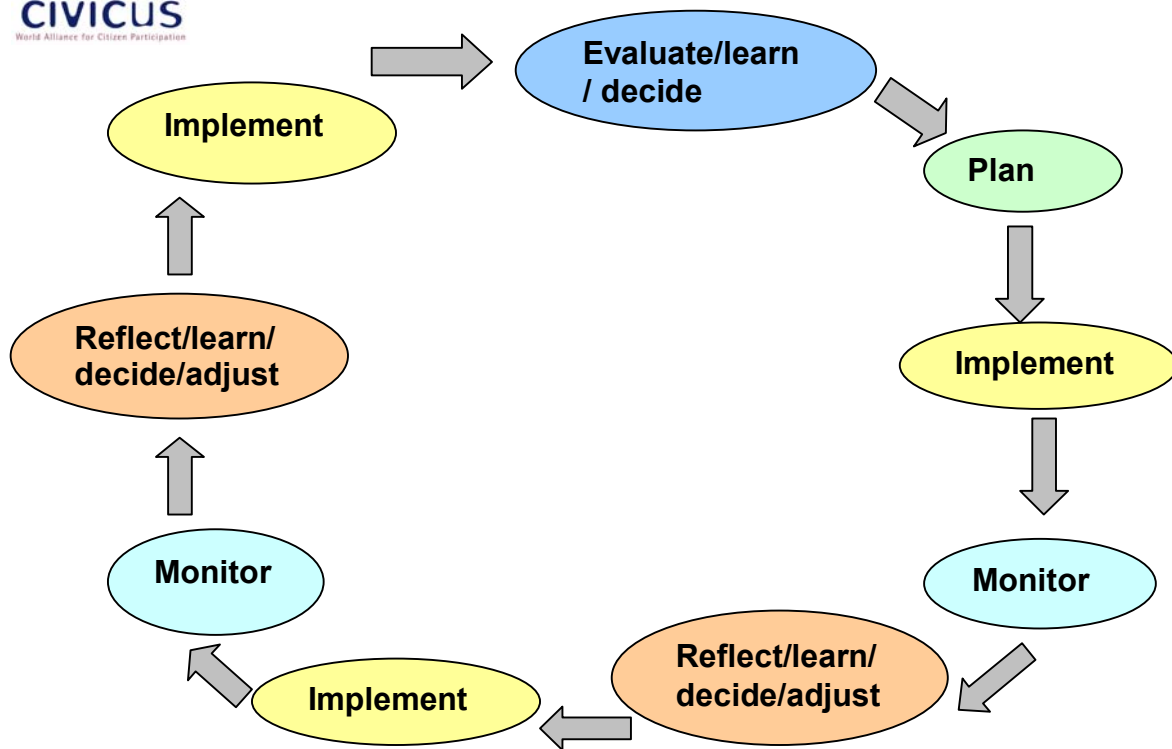 CIVICUS
World Alliance for Citizen Participation
Evaluate/learn
/ decide
Plan
Implement
Monitor
Reflect/learn/
decide/adjust
Implement
Monitor
Reflect/learn/
decide/adjust
Implement